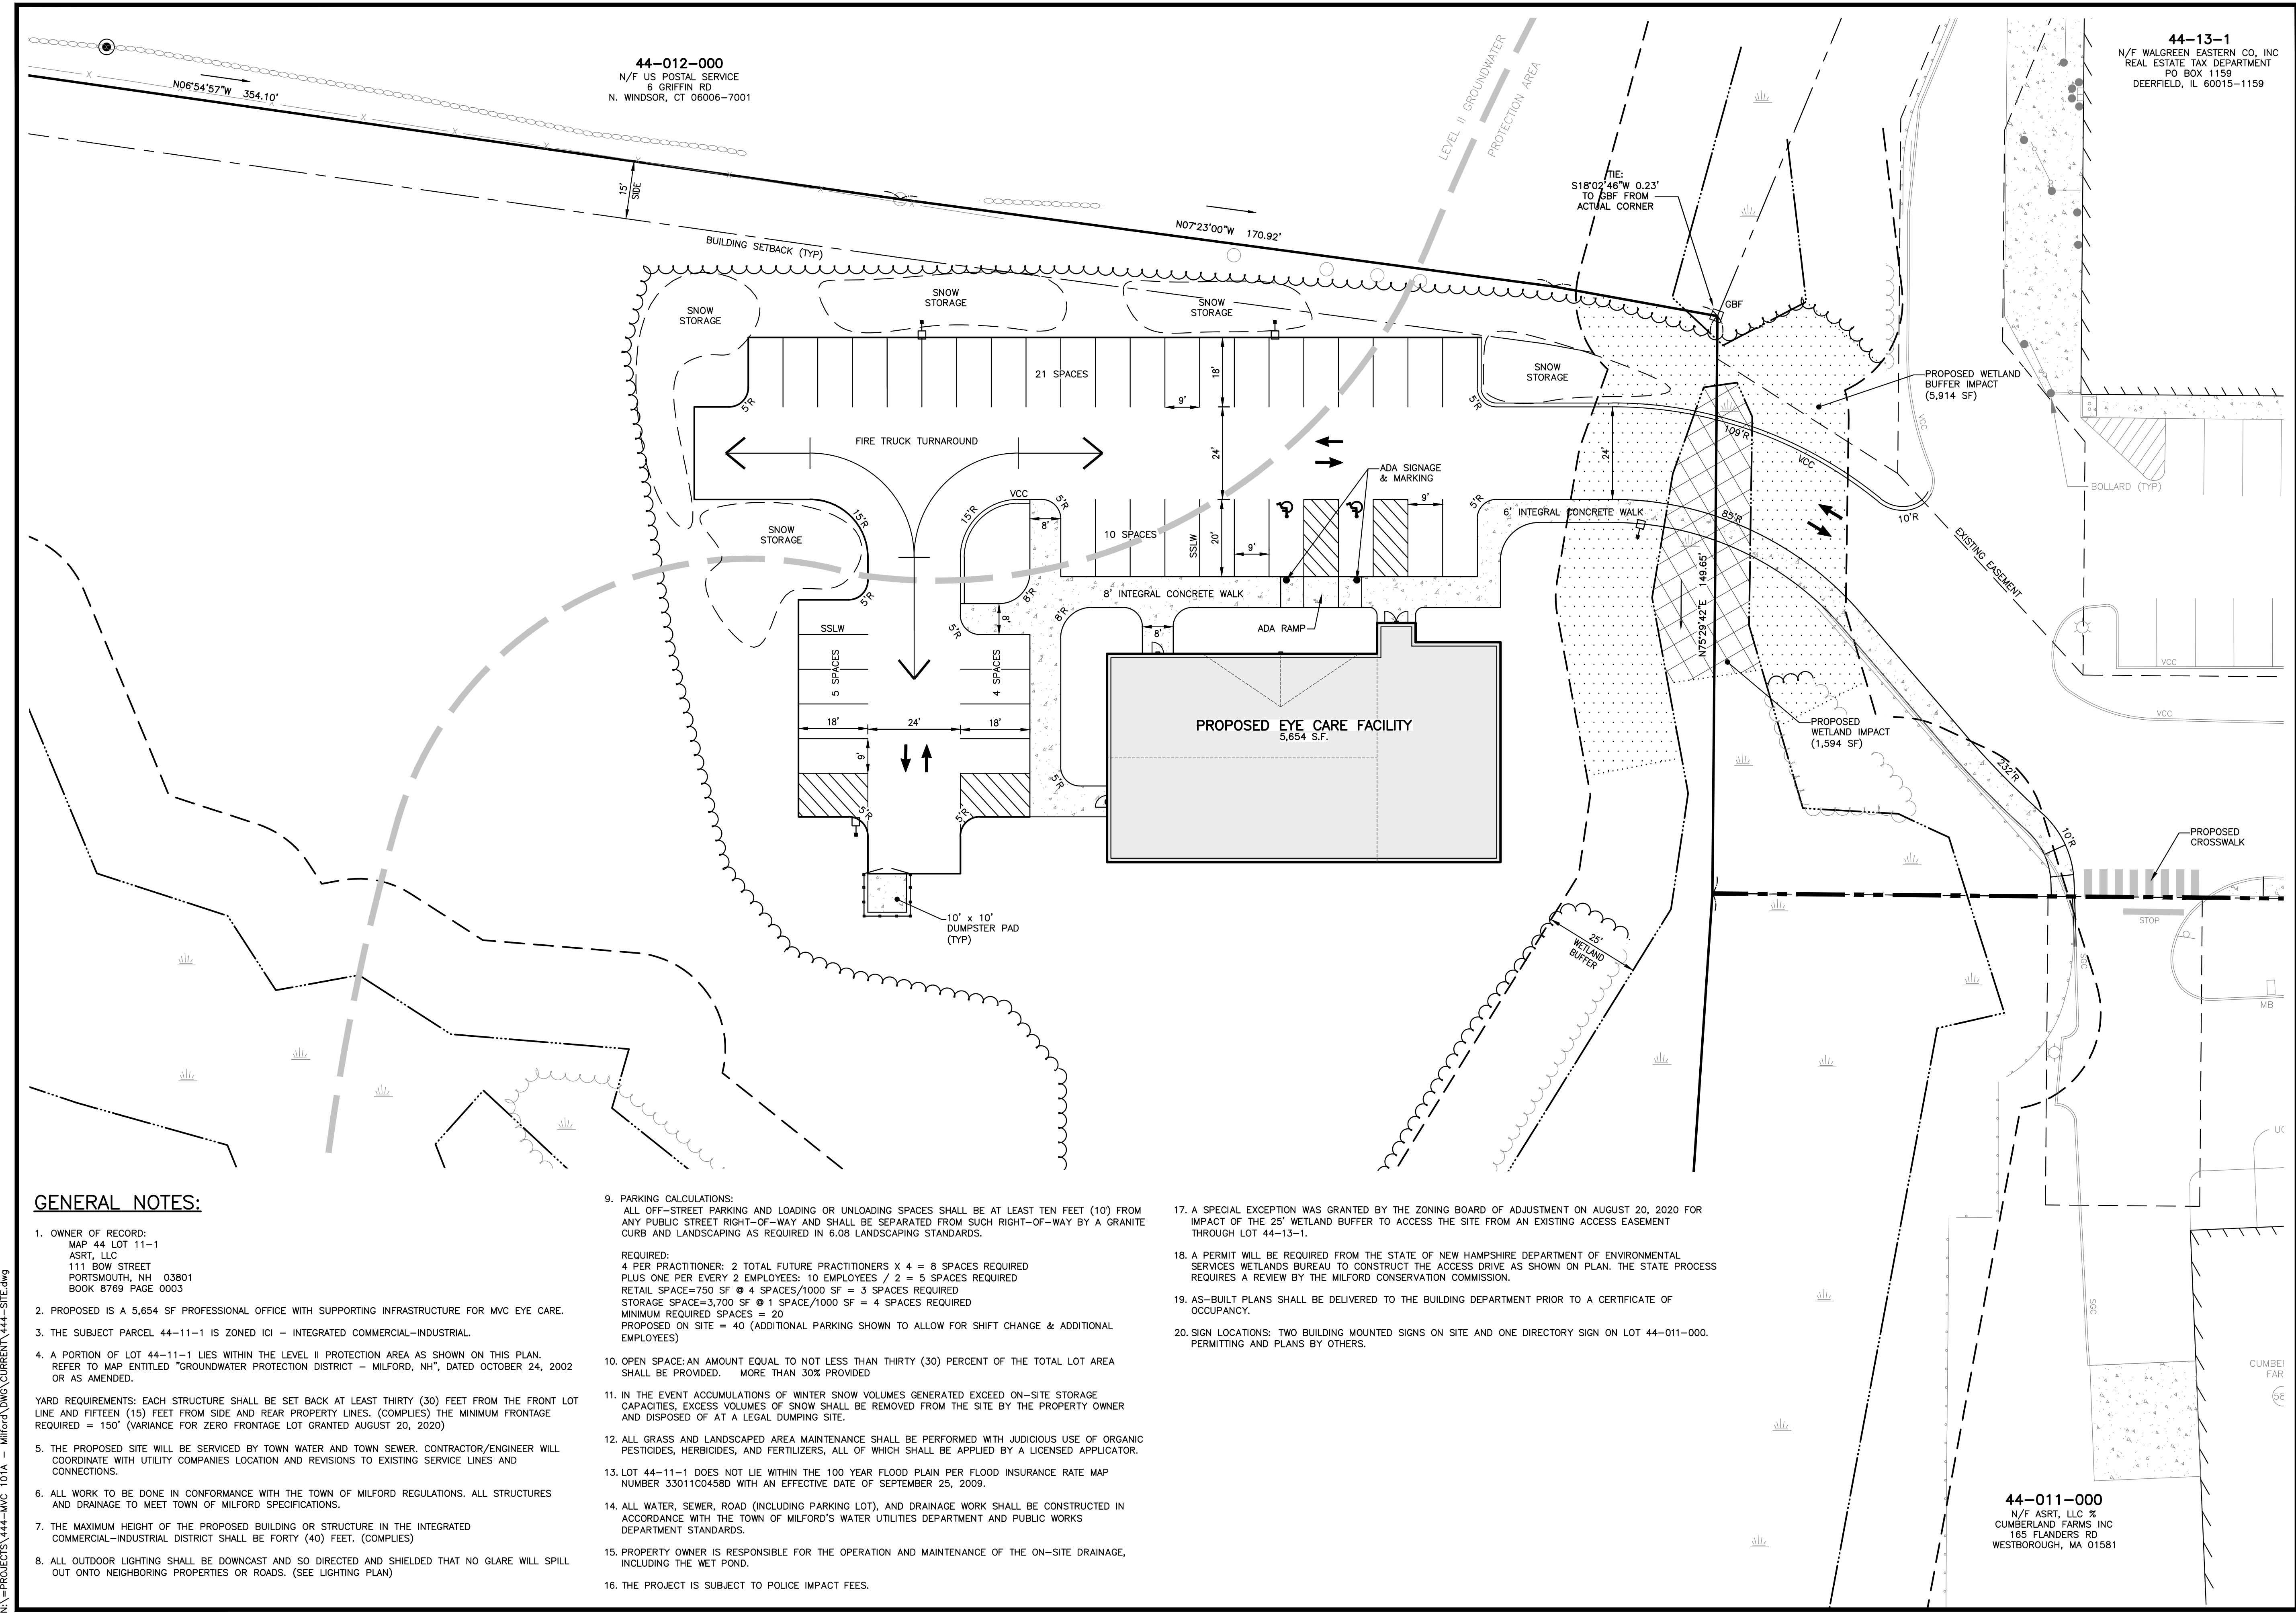 44-012-000
N/F US POSTAL SERVICE
6 GRIFFIN RD
N. WINDSOR, CT 06006-7001
44-13-1
N/F WALGREEN EASTERN CO, INC
REAL ESTATE TAX DEPARTMENT
PO BOX 1159
DEERFIELD, IL 60015-1159
N06°54'57"W 354.10'
LEVEL II GROUNDWATER
PROTECTION AREA
15'
SIDE
TIE:
S18°02'46"W 0.23'
TO GBF FROM
ACTUAL CORNER
N07°23'00"W 170.92'
BUILDING SETBACK (TYP)
GBF
SNOW
STORAGE
SNOW
STORAGE
SNOW
STORAGE
SNOW
STORAGE
21 SPACES
18'
9'
5'R
5'R
PROPOSED WETLAND
BUFFER IMPACT
(5,914 SF)
VCC
109'R
VCC
24'
FIRE TRUCK TURNAROUND
24'
ADA SIGNAGE
& MARKING
BOLLARD (TYP)
10'R
VCC
5'R
8'
15'R
15'R
9'
5'R
6' INTEGRAL CONCRETE WALK
85'R
SNOW
STORAGE
10 SPACES
SSLW
20'
9'
EXISTING EASEMENT
N75°29'42"E 149.65'
8' INTEGRAL CONCRETE WALK
5'R
8'R
8'R
8'
5'R
SSLW
8'
ADA RAMP
5 SPACES
4 SPACES
VCC
VCC
18'
24'
18'
9'
PROPOSED EYE CARE FACILITY
5,654 S.F.
PROPOSED
WETLAND IMPACT
(1,594 SF)
232'R
5'R
5'R
5'R
10'R
PROPOSED
CROSSWALK
STOP
10' x 10'
DUMPSTER PAD
(TYP)
25'
WETLAND
BUFFER
SGC
MB
SGC
44-011-000
N/F ASRT, LLC %
CUMBERLAND FARMS INC
165 FLANDERS RD
WESTBOROUGH, MA 01581
GENERAL NOTES:
1. OWNER OF RECORD:
MAP 44 LOT 11-1
ASRT, LLC
111 BOW STREET
PORTSMOUTH, NH 03801
BOOK 8769 PAGE 0003
2. PROPOSED IS A 5,654 SF PROFESSIONAL OFFICE WITH SUPPORTING INFRASTRUCTURE FOR MVC EYE CARE.
3. THE SUBJECT PARCEL 44-11-1 IS ZONED ICI - INTEGRATED COMMERCIAL-INDUSTRIAL.
4. A PORTION OF LOT 44-11-1 LIES WITHIN THE LEVEL II PROTECTION AREA AS SHOWN ON THIS PLAN.
REFER TO MAP ENTITLED "GROUNDWATER PROTECTION DISTRICT - MILFORD, NH", DATED OCTOBER 24, 2002
OR AS AMENDED.
YARD REQUIREMENTS: EACH STRUCTURE SHALL BE SET BACK AT LEAST THIRTY (30) FEET FROM THE FRONT LOT
LINE AND FIFTEEN (15) FEET FROM SIDE AND REAR PROPERTY LINES. (COMPLIES) THE MINIMUM FRONTAGE
REQUIRED = 150' (VARIANCE FOR ZERO FRONTAGE LOT GRANTED AUGUST 20, 2020)
5. THE PROPOSED SITE WILL BE SERVICED BY TOWN WATER AND TOWN SEWER. CONTRACTOR/ENGINEER WILL
COORDINATE WITH UTILITY COMPANIES LOCATION AND REVISIONS TO EXISTING SERVICE LINES AND
CONNECTIONS.
6. ALL WORK TO BE DONE IN CONFORMANCE WITH THE TOWN OF MILFORD REGULATIONS. ALL STRUCTURES
AND DRAINAGE TO MEET TOWN OF MILFORD SPECIFICATIONS.
7. THE MAXIMUM HEIGHT OF THE PROPOSED BUILDING OR STRUCTURE IN THE INTEGRATED
COMMERCIAL-INDUSTRIAL DISTRICT SHALL BE FORTY (40) FEET. (COMPLIES)
8. ALL OUTDOOR LIGHTING SHALL BE DOWNCAST AND SO DIRECTED AND SHIELDED THAT NO GLARE WILL SPILL
OUT ONTO NEIGHBORING PROPERTIES OR ROADS. (SEE LIGHTING PLAN)
9. PARKING CALCULATIONS:
ALL OFF-STREET PARKING AND LOADING OR UNLOADING SPACES SHALL BE AT LEAST TEN FEET (10) FROM
ANY PUBLIC STREET RIGHT-OF-WAY AND SHALL BE SEPARATED FROM SUCH RIGHT-OF-WAY BY A GRANITE
CURB AND LANDSCAPING AS REQUIRED IN 6.08 LANDSCAPING STANDARDS.
REQUIRED:
4 PER PRACTITIONER: 2 TOTAL FUTURE PRACTITIONERS X 4 = 8 SPACES REQUIRED
PLUS ONE PER EVERY 2 EMPLOYEES: 10 EMPLOYEES / 2 = 5 SPACES REQUIRED
RETAIL SPACE=750 SF @ 4 SPACES/1000 SF = 3 SPACES REQUIRED
STORAGE SPACE=3,700 SF @ 1 SPACE/1000 SF = 4 SPACES REQUIRED
MINIMUM REQUIRED SPACES = 20
PROPOSED ON SITE = 40 (ADDITIONAL PARKING SHOWN TO ALLOW FOR SHIFT CHANGE & ADDITIONAL
EMPLOYEES)
10. OPEN SPACE: AN AMOUNT EQUAL TO NOT LESS THAN THIRTY (30) PERCENT OF THE TOTAL LOT AREA
SHALL BE PROVIDED. MORE THAN 30% PROVIDED
11. IN THE EVENT ACCUMULATIONS OF WINTER SNOW VOLUMES GENERATED EXCEED ON-SITE STORAGE
CAPACITIES, EXCESS VOLUMES OF SNOW SHALL BE REMOVED FROM THE SITE BY THE PROPERTY OWNER
AND DISPOSED OF AT A LEGAL DUMPING SITE.
12. ALL GRASS AND LANDSCAPED AREA MAINTENANCE SHALL BE PERFORMED WITH JUDICIOUS USE OF ORGANIC
PESTICIDES, HERBICIDES, AND FERTILIZERS, ALL OF WHICH SHALL BE APPLIED BY A LICENSED APPLICATOR.
13. LOT 44-11-1 DOES NOT LIE WITHIN THE 100 YEAR FLOOD PLAIN PER FLOOD INSURANCE RATE MAP
NUMBER 33011C0458D WITH AN EFFECTIVE DATE OF SEPTEMBER 25, 2009.
14. ALL WATER, SEWER, ROAD (INCLUDING PARKING LOT), AND DRAINAGE WORK SHALL BE CONSTRUCTED IN
ACCORDANCE WITH THE TOWN OF MILFORD'S WATER UTILITIES DEPARTMENT AND PUBLIC WORKS
DEPARTMENT STANDARDS.
15. PROPERTY OWNER IS RESPONSIBLE FOR THE OPERATION AND MAINTENANCE OF THE ON-SITE DRAINAGE,
INCLUDING THE WET POND.
16. THE PROJECT IS SUBJECT TO POLICE IMPACT FEES.
17. A SPECIAL EXCEPTION WAS GRANTED BY THE ZONING BOARD OF ADJUSTMENT ON AUGUST 20, 2020 FOR
IMPACT OF THE 25' WETLAND BUFFER TO ACCESS THE SITE FROM AN EXISTING ACCESS EASEMENT
THROUGH LOT 44-13-1.
18. A PERMIT WILL BE REQUIRED FROM THE STATE OF NEW HAMPSHIRE DEPARTMENT OF ENVIRONMENTAL
SERVICES WETLANDS BUREAU TO CONSTRUCT THE ACCESS DRIVE AS SHOWN ON PLAN. THE STATE PROCESS
REQUIRES A REVIEW BY THE MILFORD CONSERVATION COMMISSION.
19. AS-BUILT PLANS SHALL BE DELIVERED TO THE BUILDING DEPARTMENT PRIOR TO A CERTIFICATE OF
OCCUPANCY.
20. SIGN LOCATIONS: TWO BUILDING MOUNTED SIGNS ON SITE AND ONE DIRECTORY SIGN ON LOT 44-011-000.
PERMITTING AND PLANS BY OTHERS.
N:\=PROJECTS\444-MVC 101A - Milford\DWG\CURRENT\444-SITE.dwg